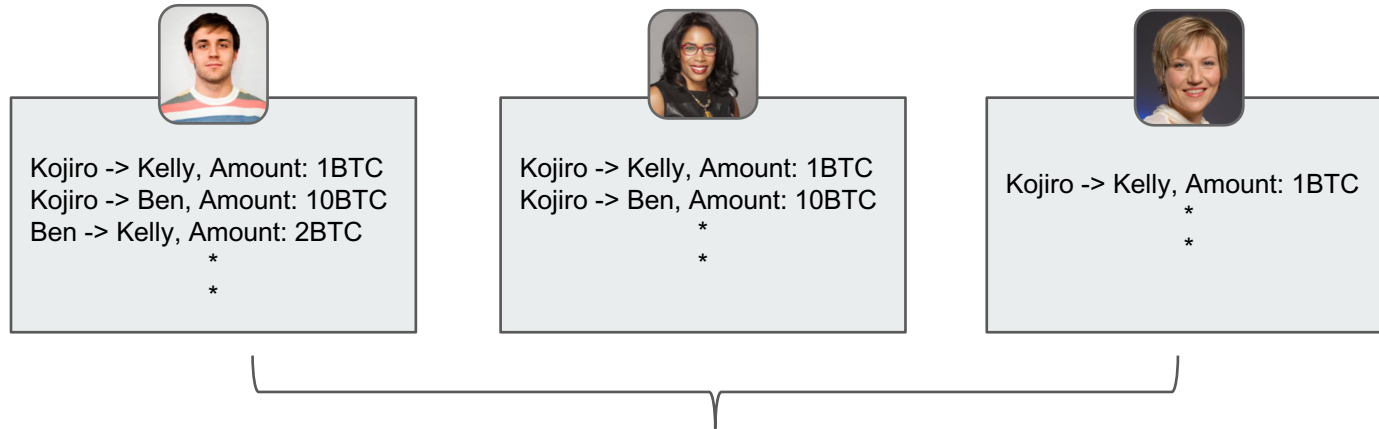 Kojiro -> Kelly, Amount: 1BTC
Kojiro -> Ben, Amount: 10BTC
Ben -> Kelly, Amount: 2BTC
*
*
Kojiro -> Kelly, Amount: 1BTC
Kojiro -> Ben, Amount: 10BTC
*
*
Kojiro -> Kelly, Amount: 1BTC
*
*